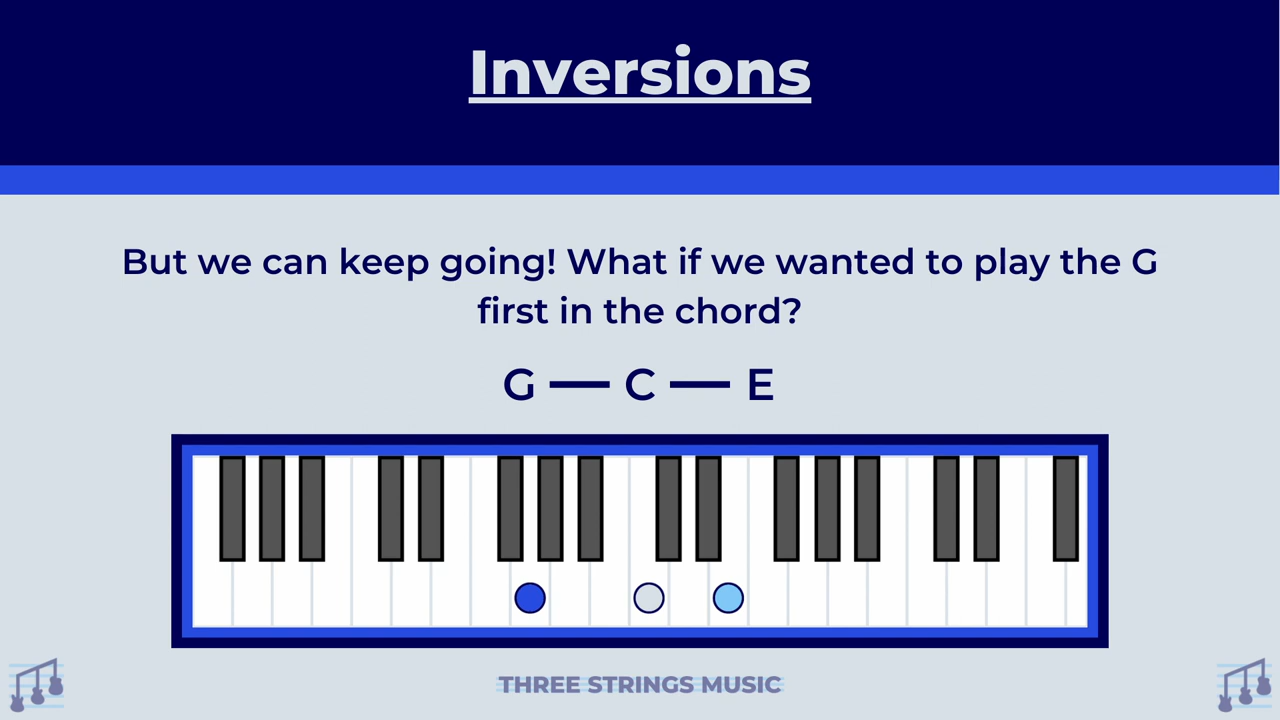 Inversions
But we can keep going! What if we wanted to play the G
first in the chord?
G — C — E
THREE STRINGS MUSIC